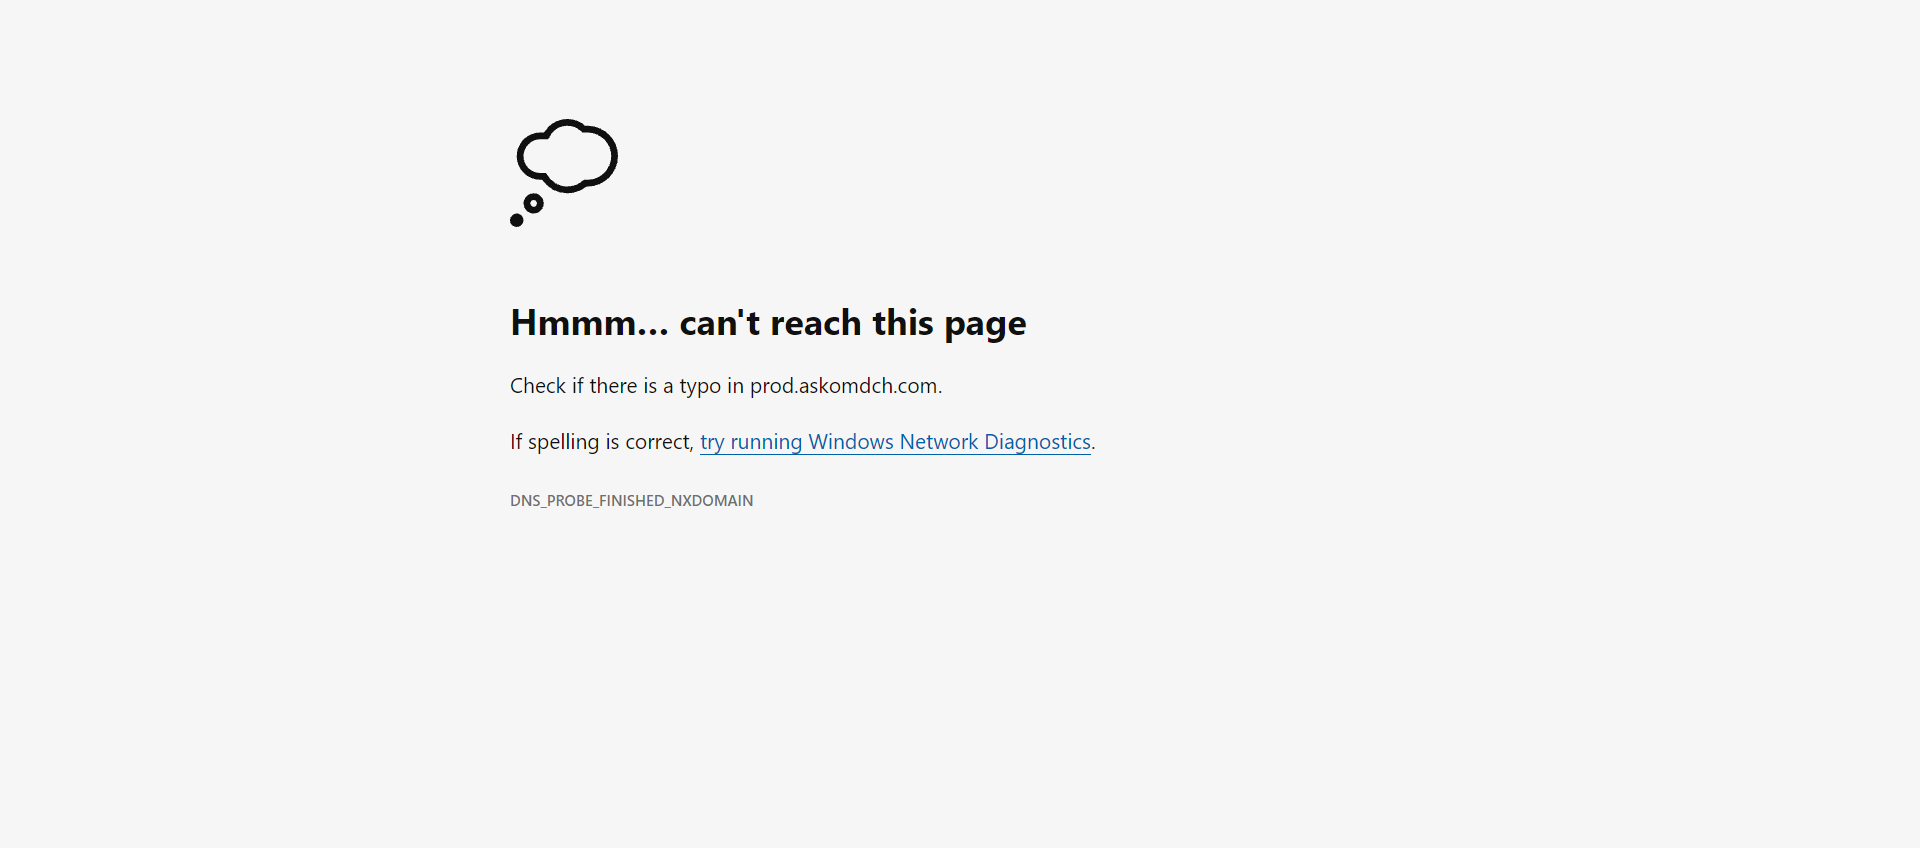 Hmmm… can't reach this page
Check if there is a typo in prod.askomdch.com.
If spelling is correct, try running Windows Network Diagnostics.
DNS_PROBE_FINISHED_NXDOMAIN